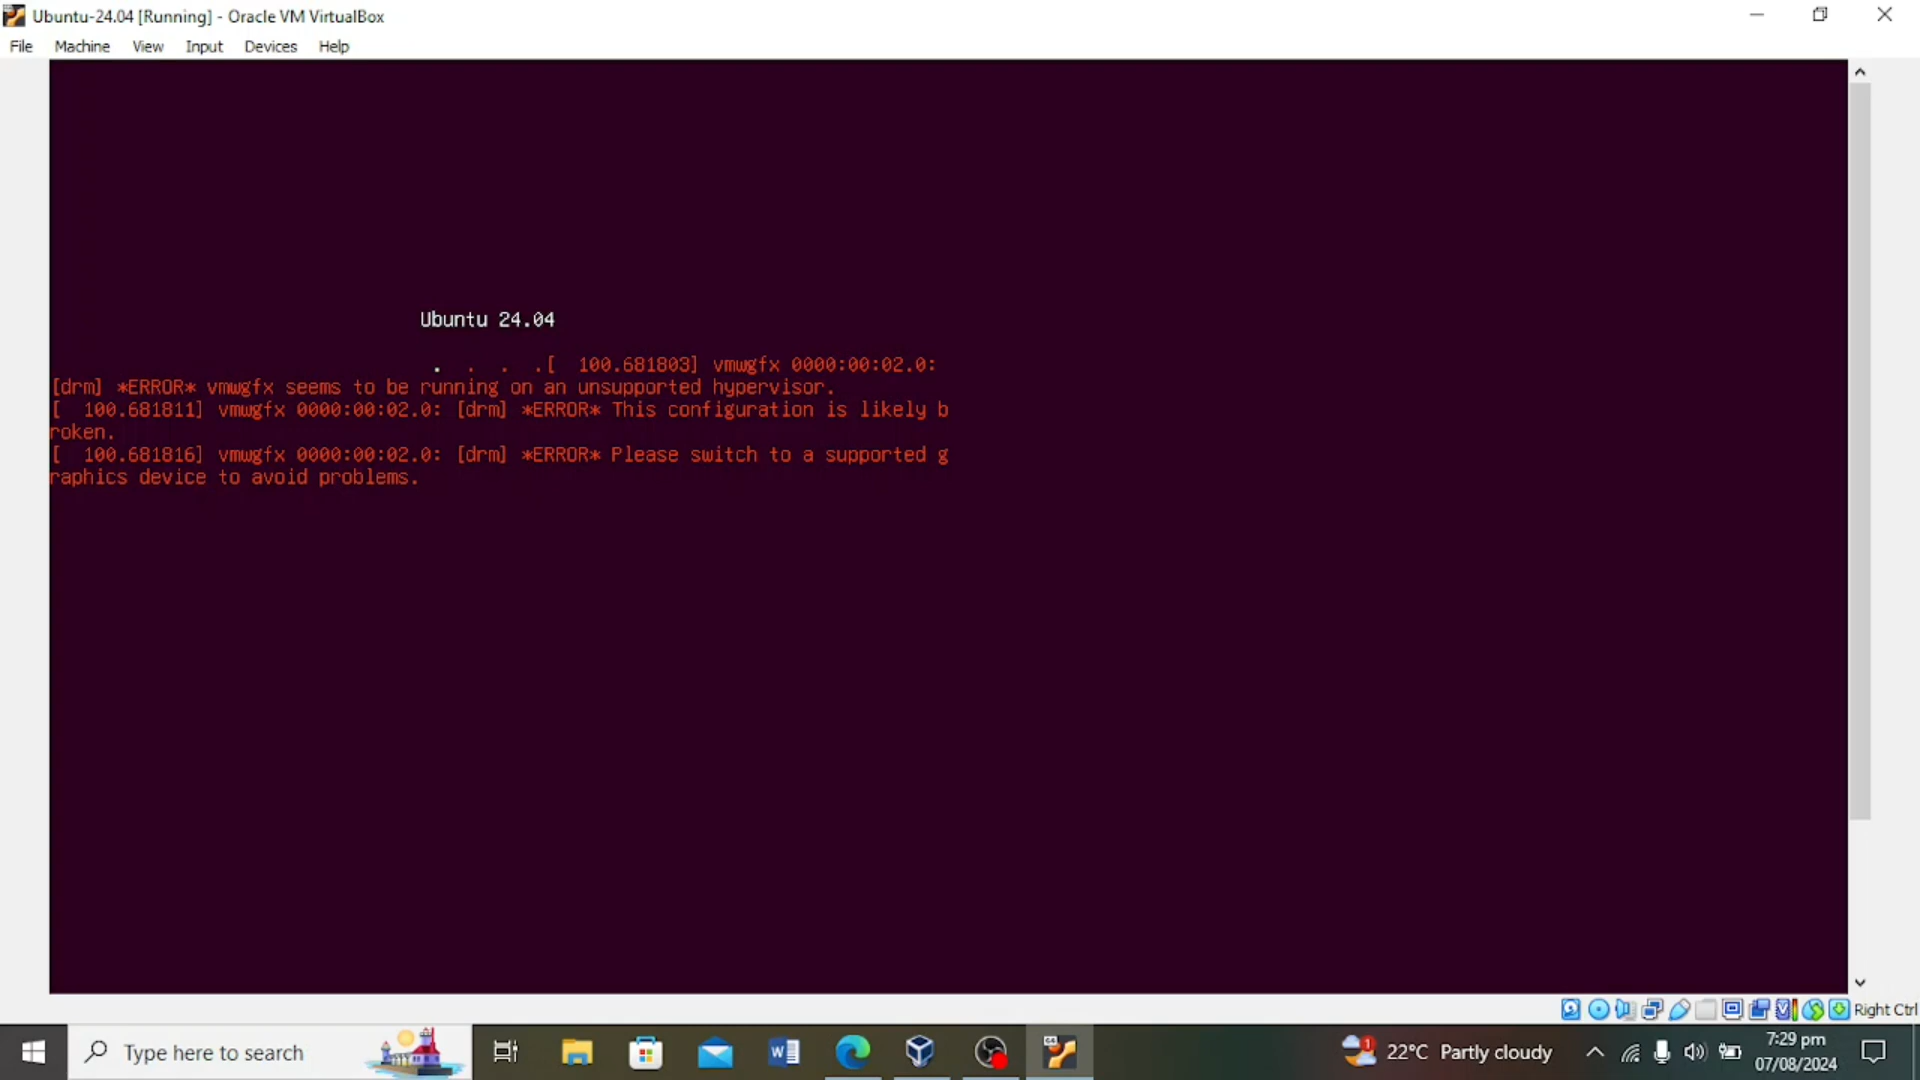 Ubuntu-24.04 [Running] - Oracle VM VirtualBox
File Machine View Input Devices Help
Ubuntu 24.04
. . . .[  100.681803] vmwgfx 0000:00:02.0:
[drm] *ERROR* vmwgfx seems to be running on an unsupported hypervisor.
[  100.681811] vmwgfx 0000:00:02.0: [drm] *ERROR* This configuration is likely b
roken.
[  100.681816] vmwgfx 0000:00:02.0: [drm] *ERROR* Please switch to a supported g
raphics device to avoid problems.
Right Ctrl
Type here to search
1
22°C Partly cloudy
7:29 pm
07/08/2024